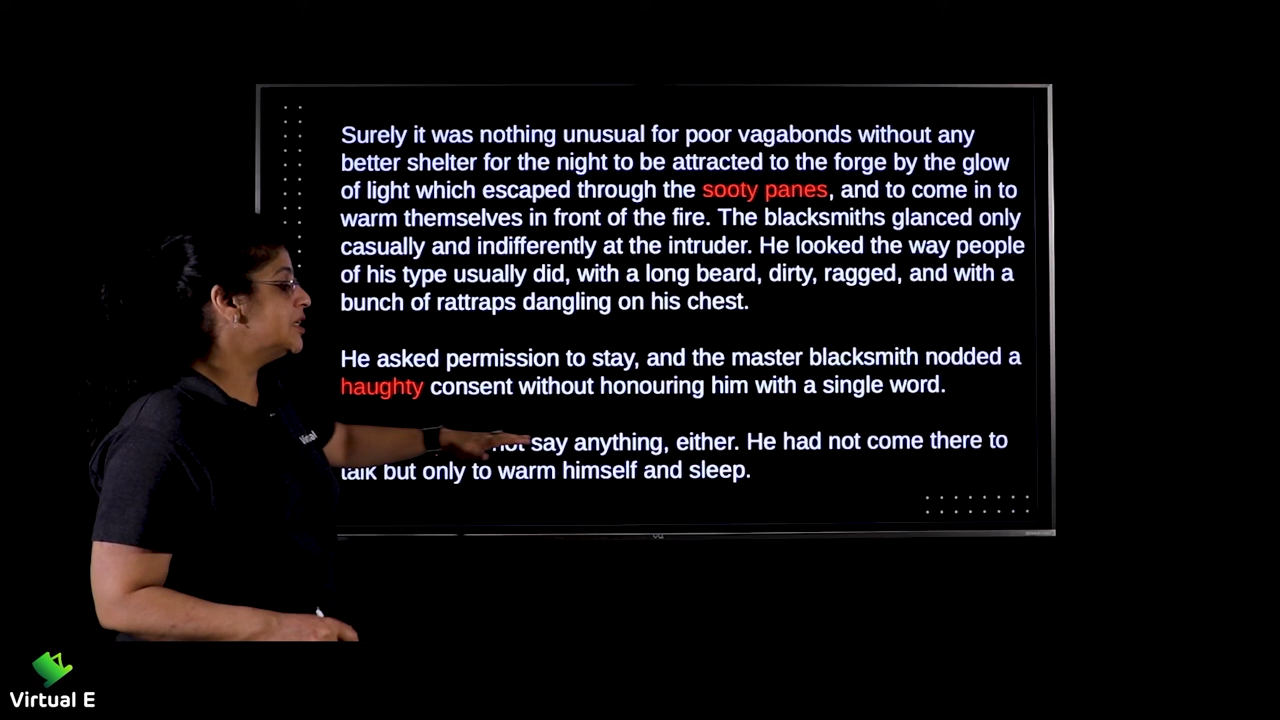 Surely it was nothing unusual for poor vagabonds without any
better shelter for the night to be attracted to the forge by the glow
of light which escaped through the sooty panes, and to come in to
warm themselves in front of the fire. The blacksmiths glanced only
casually and indifferently at the intruder. He looked the way people
of his type usually did, with a long beard, dirty, ragged, and with a
bunch of rattraps dangling on his chest.
He asked permission to stay, and the master blacksmith nodded a
haughty consent without honouring him with a single word.
not say anything, either. He had not come there to
talk but only to warm himself and sleep.
Virtual E